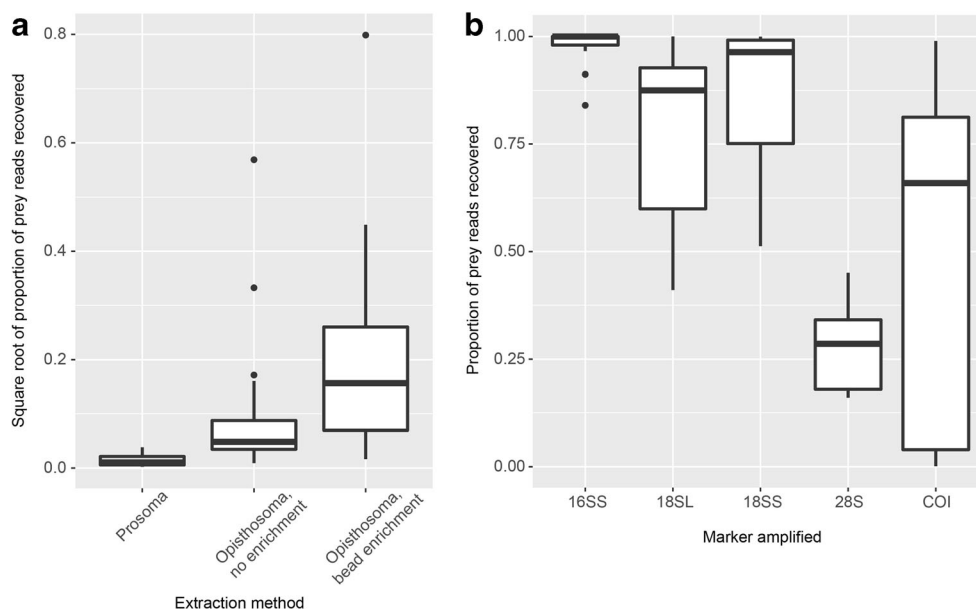 a
Square root of proportion of prey reads recovered
0.8
0.6
0.4
0.2
0.0
Prosoma
Opisthosoma,
no enrichment
Opisthosoma,
bead enrichment
Extraction method
b
Proportion of prey reads recovered
1.00
0.75
0.50
0.25
0.00
16SS
18SL
18SS
28S
COI
Marker amplified